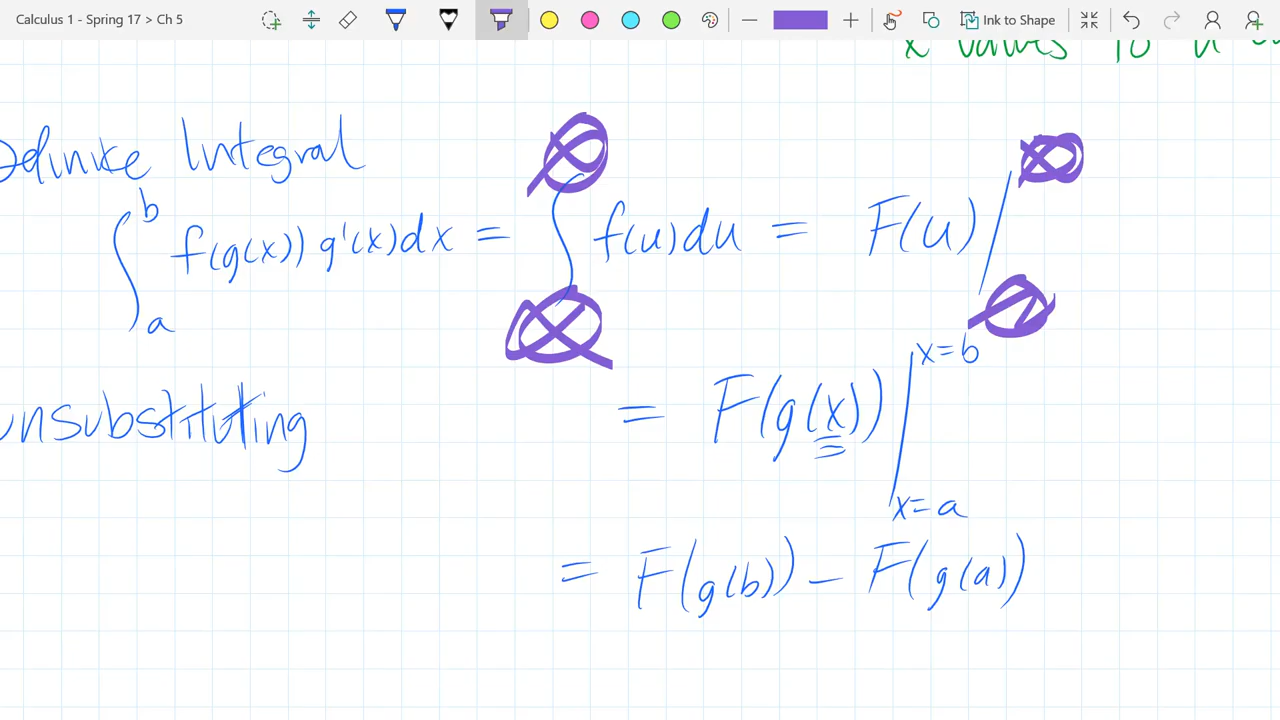 Calculus 1 - Spring 17 > Ch 5
Ink to Shape
x values to u
Definite Integral
∫_a^b f(g(x)) g'(x)dx = ∫ f(u)du = F(u) |
unsubstituting
= F(g(x)) |_{x=a}^{x=b}
= F(g(b)) - F(g(a))